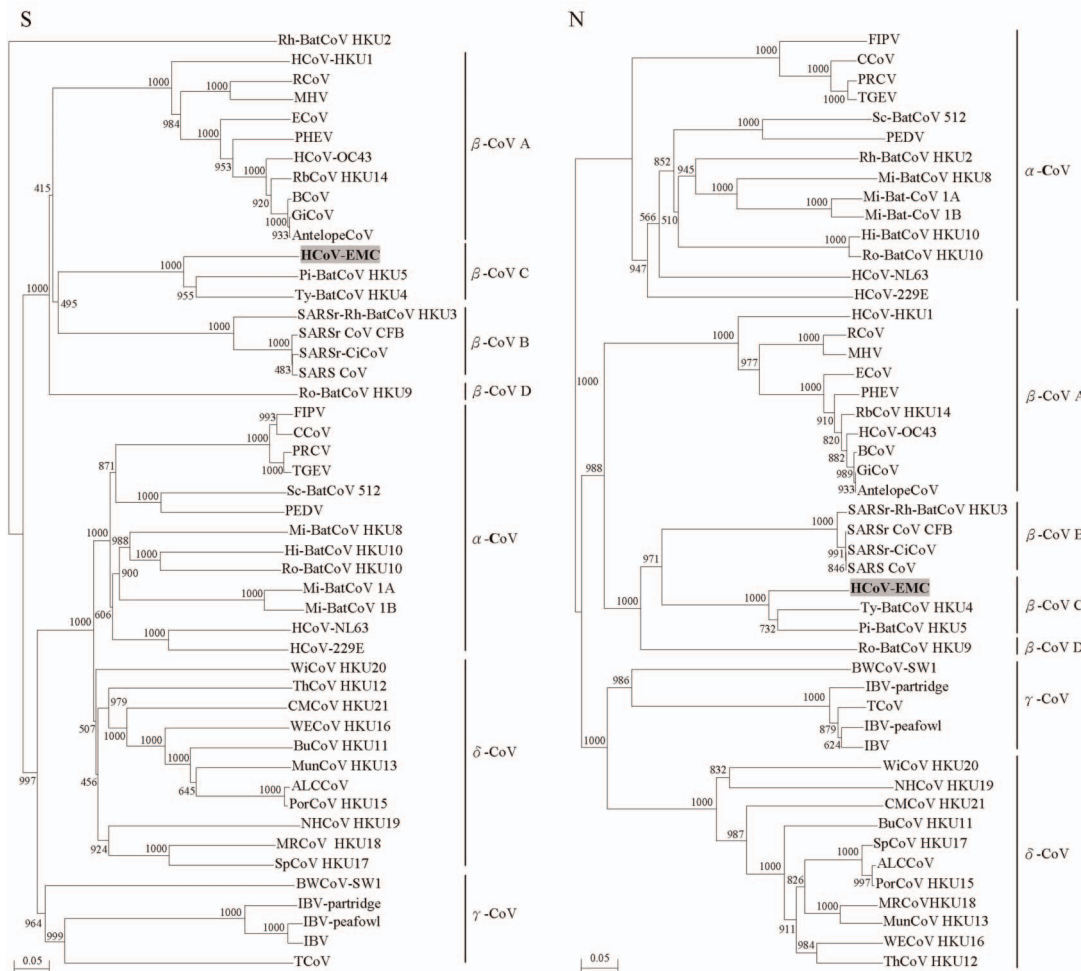 S
Rh-BatCoV HKU2
HCoV-HKU1
1000
RCoV
1000
MHV
984
ECoV
1000
PHEV
β-CoV A
953
HCoV-OC43
1000
RbCoV HKU14
415
920
BCoV
GiCoV
1000
933
AntelopeCoV
HCoV-EMC
1000
Pi-BatCoV HKU5
β-CoV C
955
Ty-BatCoV HKU4
1000
495
SARSr-Rh-BatCoV HKU3
1000
SARSr CoV CFB
1000
SARSr-CiCoV
β-CoV B
483
SARS CoV
Ro-BatCoV HKU9
β-CoV D
FIPV
993
CCoV
1000
PRCV
871
1000
TGEV
Sc-BatCoV 512
1000
PEDV
1000
Mi-BatCoV HKU8
988
Hi-BatCoV HKU10
α-CoV
1000
Ro-BatCoV HKU10
900
Mi-BatCoV 1A
1000
Mi-BatCoV 1B
606
1000
HCoV-NL63
1000
HCoV-229E
WiCoV HKU20
ThCoV HKU12
979
CMCoV HKU21
507
1000
WECoV HKU16
1000
BuCoV HKU11
δ-CoV
1000
MunCoV HKU13
997
456
645
ALCCoV
1000
PorCoV HKU15
NHCoV HKU19
924
MRCoV HKU18
1000
SpCoV HKU17
BWCoV-SW1
IBV-partridge
1000
γ-CoV
964
IBV-peafowl
1000
999
IBV
TCoV
0.05
N
FIPV
1000
CCoV
1000
PRCV
1000
TGEV
Sc-BatCoV 512
1000
PEDV
852
Rh-BatCoV HKU2
945
α-CoV
Mi-BatCoV HKU8
1000
Mi-Bat-CoV 1A
1000
566
510
Mi-Bat-CoV 1B
Hi-BatCoV HKU10
1000
Ro-BatCoV HKU10
947
HCoV-NL63
HCoV-229E
HCoV-HKU1
1000
RCoV
1000
977
MHV
1000
ECoV
1000
PHEV
β-CoV A
910
RbCoV HKU14
820
HCoV-OC43
882
BCoV
988
989
GiCoV
933
AntelopeCoV
SARSr-Rh-BatCoV HKU3
1000
SARSr CoV CFB
β-CoV B
991
SARSr-CiCoV
971
846
SARS CoV
HCoV-EMC
1000
Ty-BatCoV HKU4
β-CoV C
1000
732
Pi-BatCoV HKU5
Ro-BatCoV HKU9
β-CoV D
BWCoV-SW1
986
IBV-partridge
1000
TCoV
γ-CoV
879
IBV-peafowl
1000
624
IBV
WiCoV HKU20
832
NHCoV HKU19
1000
CMCoV HKU21
987
BuCoV HKU11
SpCoV HKU17
1000
δ-CoV
1000
ALCCoV
826
997
PorCoV HKU15
MRCoVHKU18
1000
911
MunCoV HKU13
984
WECoV HKU16
ThCoV HKU12
0.05